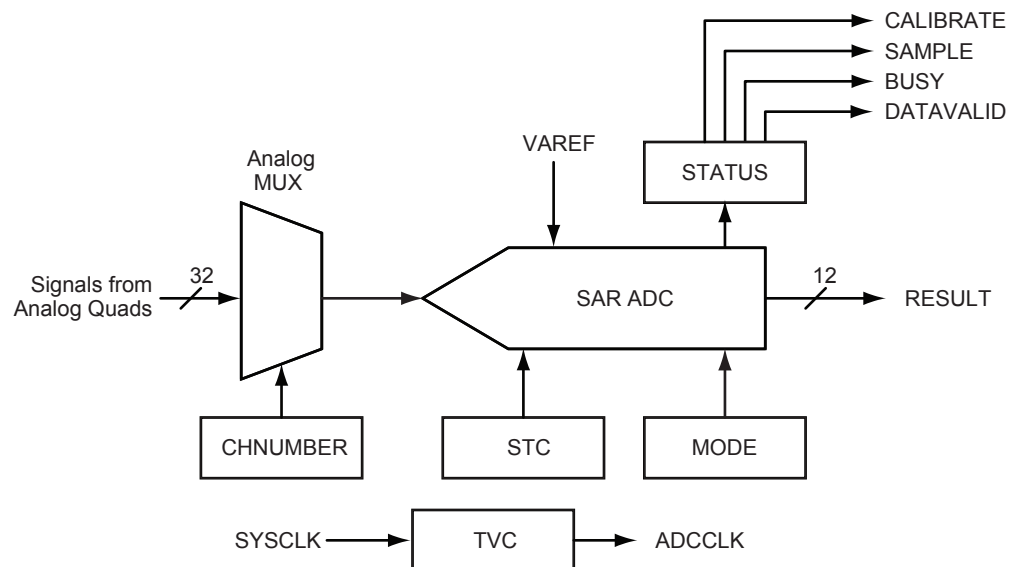 CALIBRATE
SAMPLE
BUSY
DATAVALID
VAREF
STATUS
Analog
MUX
Signals from
Analog Quads
32
SAR ADC
12
RESULT
CHNUMBER
STC
MODE
SYSCLK
TVC
ADCCLK